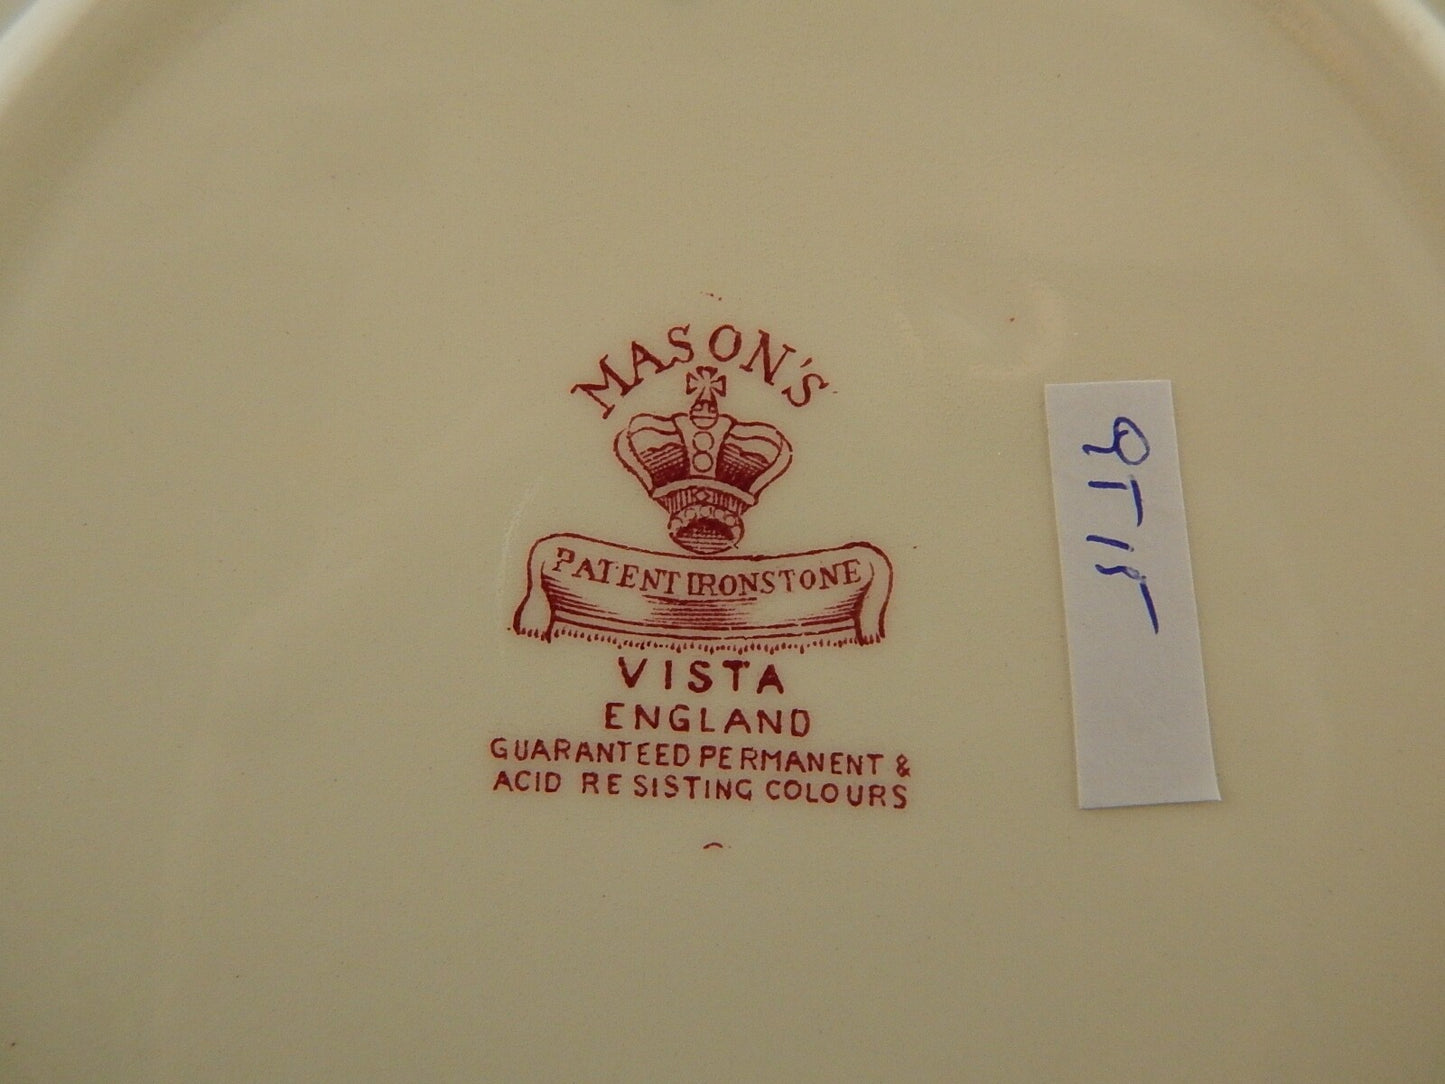 MASON'S
PATENT IRONSTONE
VISTA
ENGLAND
GUARANTEED PERMANENT &
ACID RESISTING COLOURS